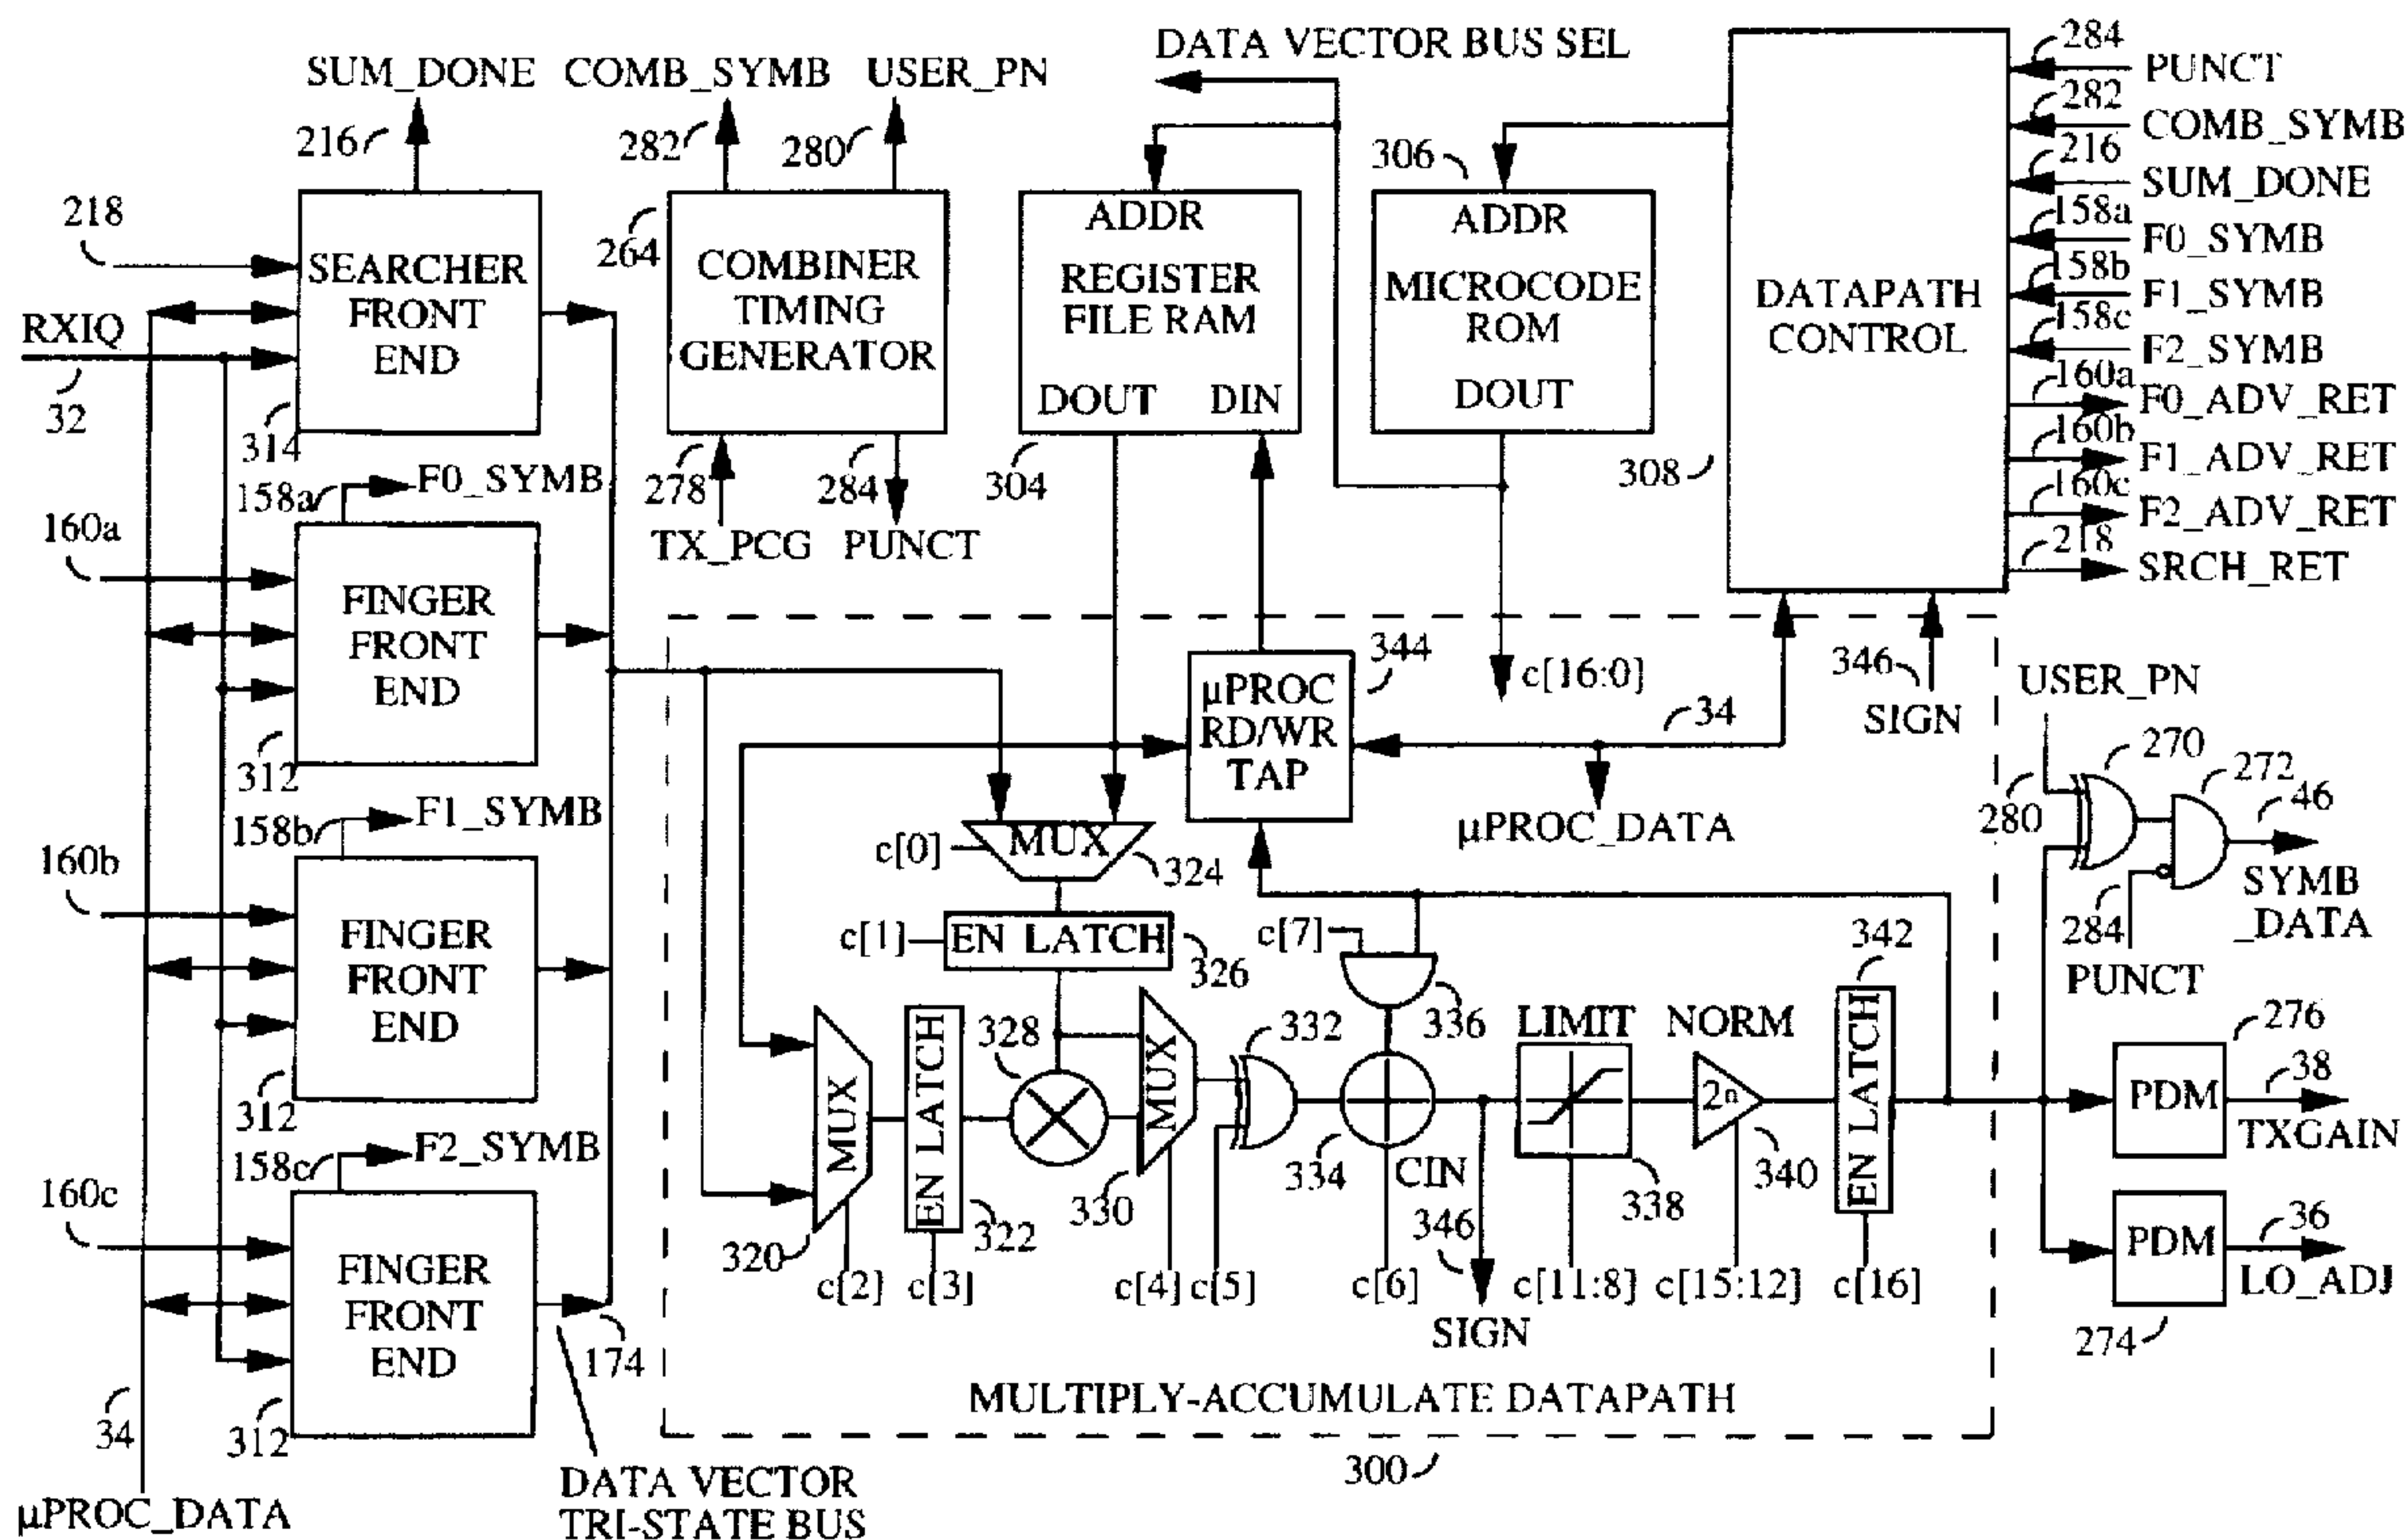 SUM_DONE
COMB_SYMB
USER_PN
DATA VECTOR BUS SEL
216
282
280
218
SEARCHER
FRONT
END
RXIQ
32
314
264
COMBINER
TIMING
GENERATOR
278
284
TX_PCG
PUNCT
ADDR
REGISTER
FILE RAM
DOUT
DIN
304
306
ADDR
MICROCODE
ROM
DOUT
c[16:0]
DATAPATH
CONTROL
308
284
PUNCT
282
COMB_SYMB
216
SUM_DONE
158a
F0_SYMB
158b
F1_SYMB
158c
F2_SYMB
160a
F0_ADV_RET
160b
F1_ADV_RET
160c
F2_ADV_RET
218
SRCH_RET
346
SIGN
158a
F0_SYMB
160a
FINGER
FRONT
END
312
158b
F1_SYMB
160b
FINGER
FRONT
END
312
158c
F2_SYMB
160c
FINGER
FRONT
END
312
174
34
μPROC_DATA
DATA VECTOR
TRI-STATE BUS
344
μPROC
RD/WR
TAP
34
μPROC_DATA
c[0]
MUX
324
c[1]
EN LATCH
326
c[7]
336
MUX
320
c[2]
EN LATCH
322
c[3]
328
MUX
330
c[4]
332
c[5]
334
CIN
c[6]
346
SIGN
LIMIT
338
c[11:8]
NORM
2n
340
c[15:12]
342
EN LATCH
c[16]
MULTIPLY-ACCUMULATE DATAPATH
300
USER_PN
280
270
272
46
SYMB
_DATA
284
PUNCT
276
PDM
38
TXGAIN
PDM
36
LO_ADJ
274